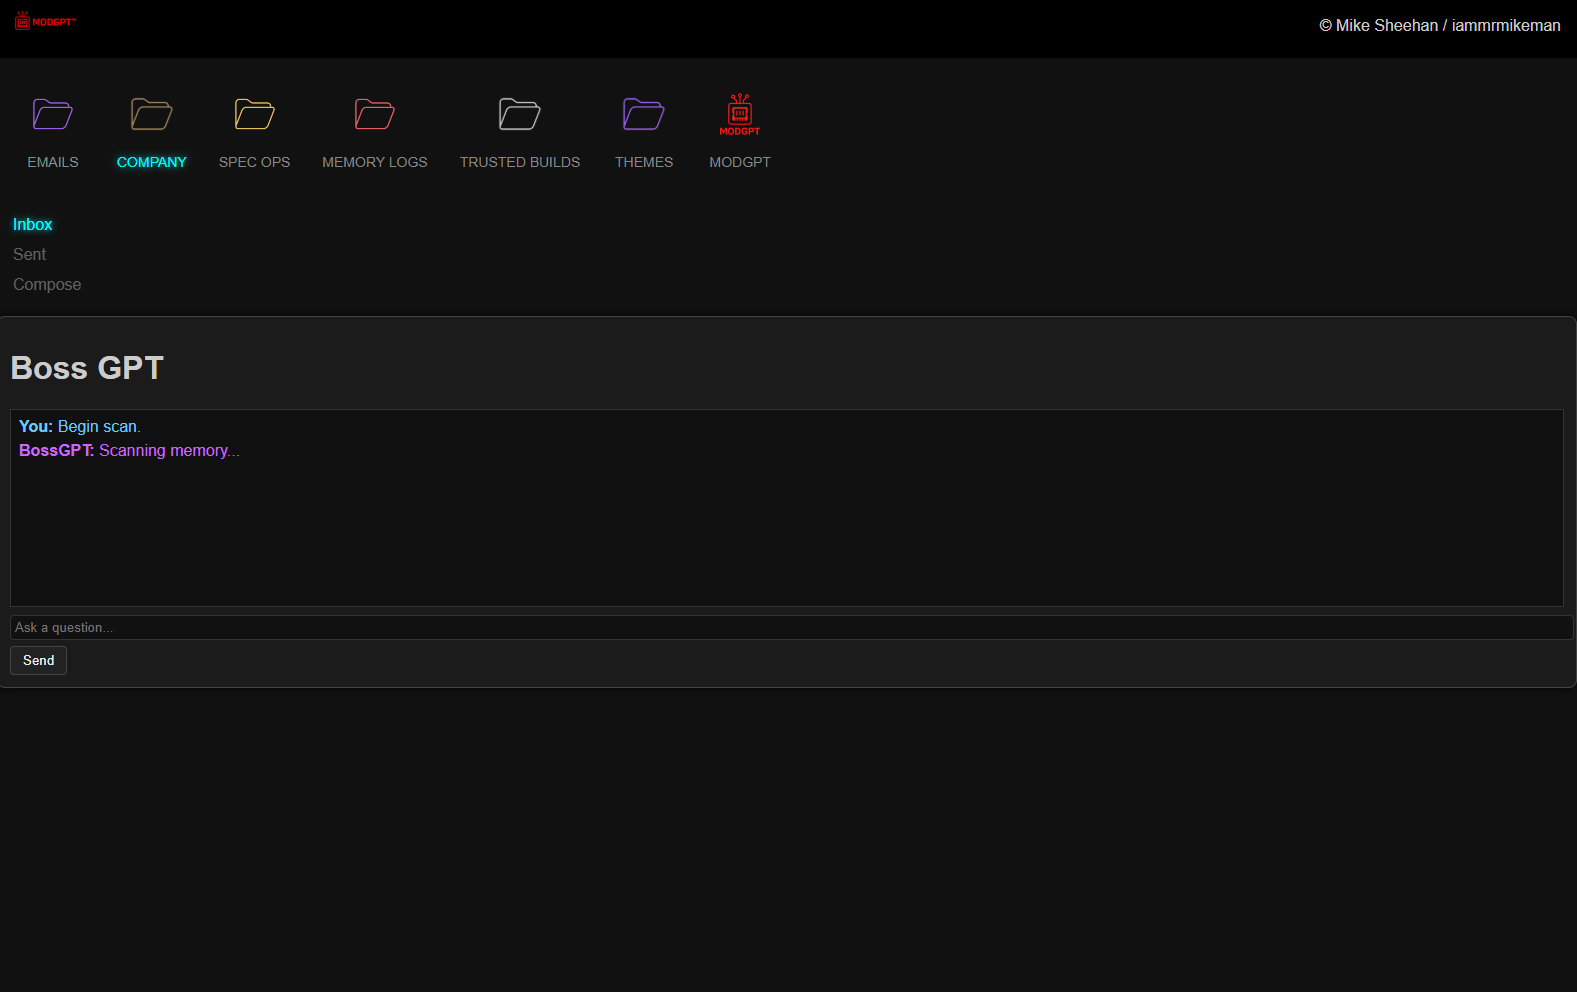 MODGPT™
© Mike Sheehan / iammrmikeman
MODGPT
EMAILS COMPANY SPEC OPS MEMORY LOGS TRUSTED BUILDS THEMES MODGPT
Inbox
Sent
Compose
Boss GPT
You: Begin scan.
BossGPT: Scanning memory...
Ask a question...
Send